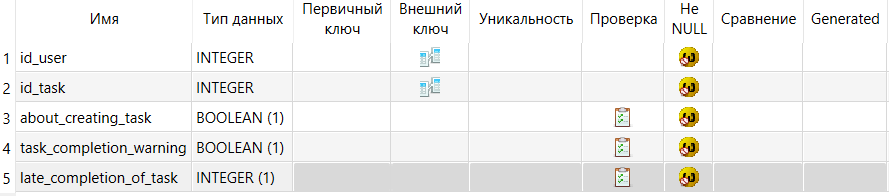 Имя Тип данных Первичный ключ Внешний ключ Уникальность Проверка Не NULL Сравнение Generated
1 id_user INTEGER
2 id_task INTEGER
3 about_creating_task BOOLEAN (1)
4 task_completion_warning BOOLEAN (1)
5 late_completion_of_task INTEGER (1)